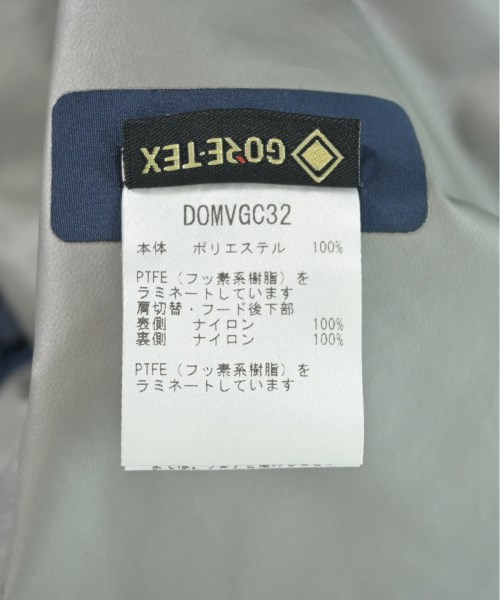 GORE-TEX
DOMVGC32
本体 ポリエステル 100%
PTFE(フッ素系樹脂)を
ラミネートしています
肩切替・フード後下部
表側 ナイロン 100%
裏側 ナイロン 100%
PTFE(フッ素系樹脂)を
ラミネートしています